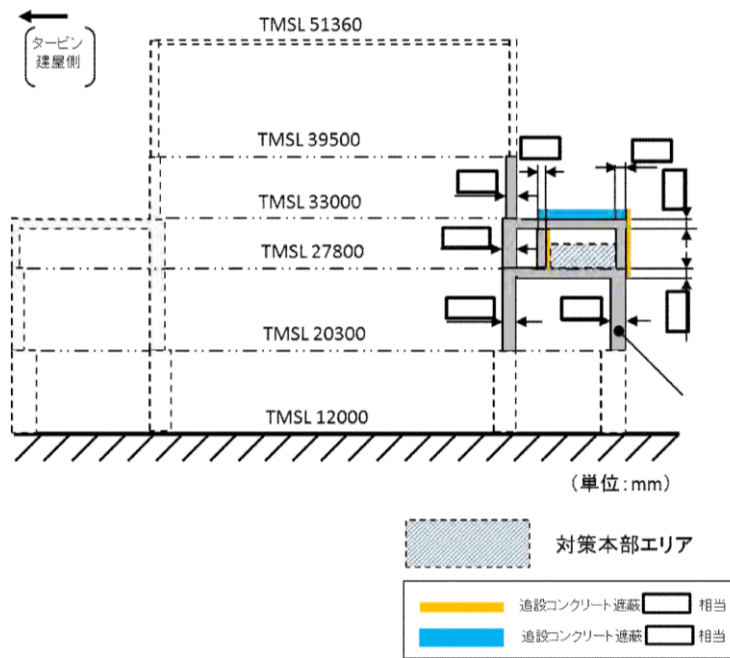 TMSL 51360
タービン
建屋側
TMSL 39500
TMSL 33000
TMSL 27800
TMSL 20300
TMSL 12000
(単位:mm)
対策本部エリア
追設コンクリート遮蔽 相当
追設コンクリート遮蔽 相当